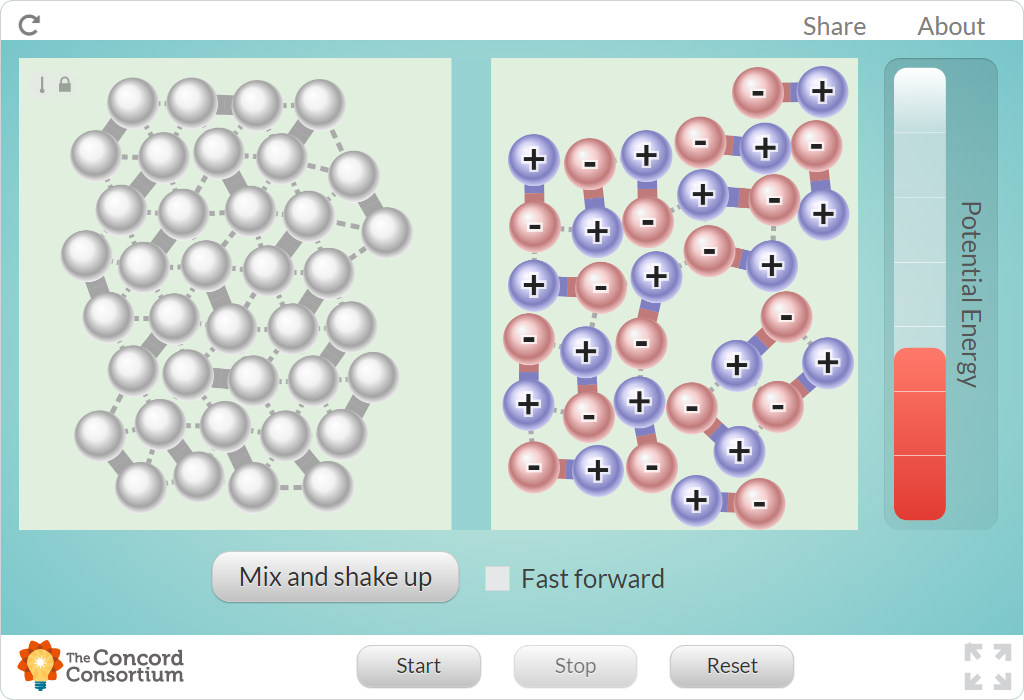 Share About
Potential Energy
+ -
- + -
+ - +
+ -
- + - +
- +
+ - +
-
- + -
+ +
+ + - -
-
+
- + -
+ -
Mix and shake up
Fast forward
The Concord
Consortium
Start Stop Reset